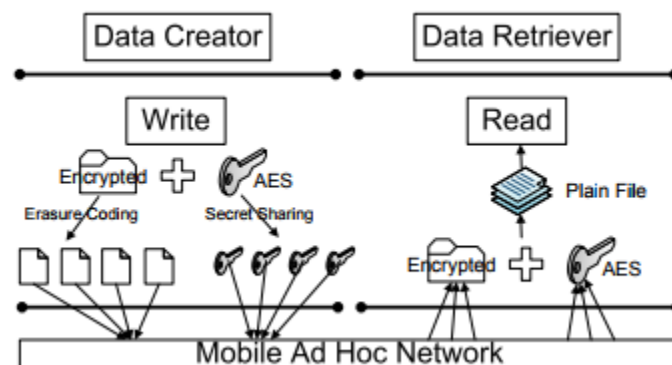 Data Creator
Data Retriever
Write
Read
Encrypted
AES
Erasure Coding
Secret Sharing
Plain File
Encrypted
AES
Mobile Ad Hoc Network